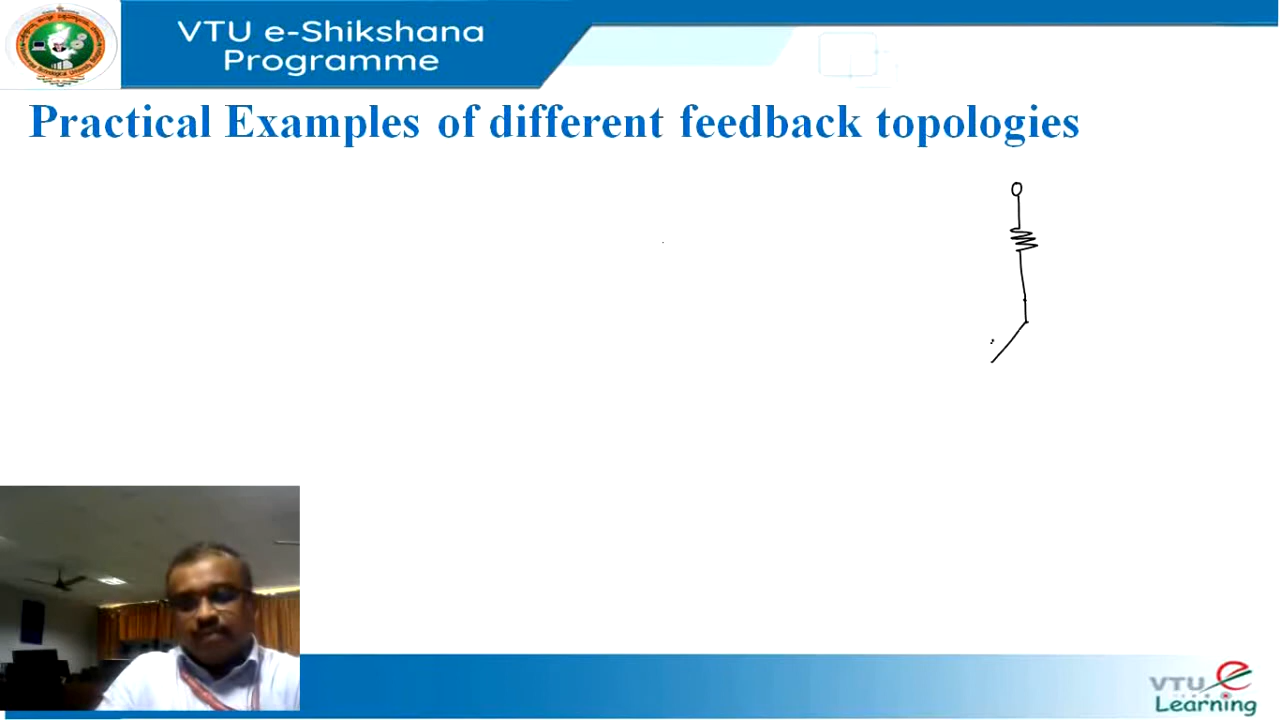 VTU e-Shikshana
Programme
Practical Examples of different feedback topologies
VTU e
Learning